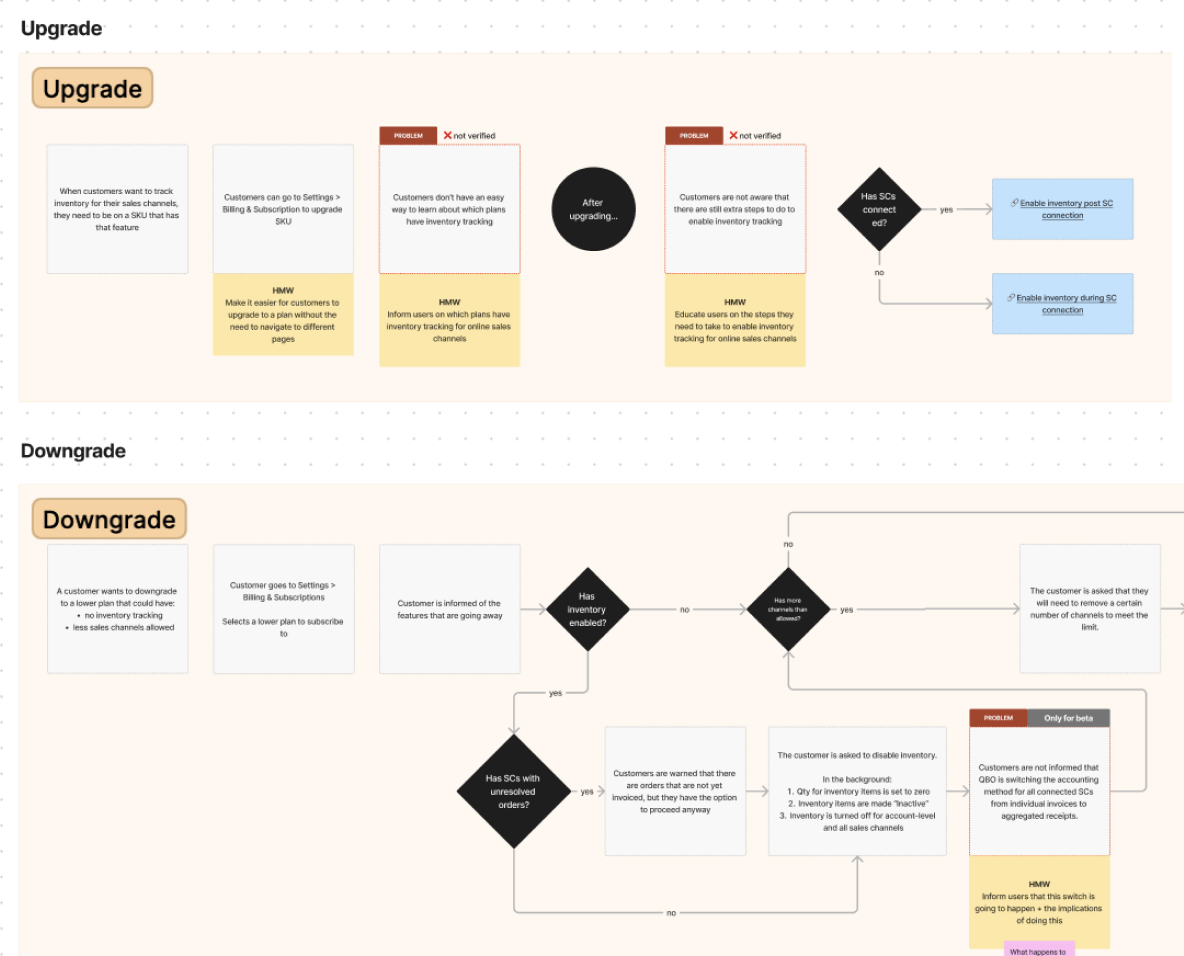 Upgrade
Upgrade
When customers want to track
inventory for their sales channels,
they need to be on a SKU that has
that feature
Customers can go to Settings >
Billing & Subscription to upgrade
SKU
HMW
Make it easier for customers to
upgrade to a plan without the
need to navigate to different
pages
PROBLEM
❌ not verified
Customers don't have an easy
way to learn about which plans
have inventory tracking
HMW
Inform users on which plans have
inventory tracking for online sales
channels
After
upgrading...
PROBLEM
❌ not verified
Customers are not aware that
there are still extra steps to do to
enable inventory tracking
HMW
Educate users on the steps they
need to take to enable inventory
tracking for online sales channels
Has SCs
connect
ed?
yes
Enable inventory post SC
connection
no
Enable inventory during SC
connection
Downgrade
Downgrade
A customer wants to downgrade
to a lower plan that could have:
• no inventory tracking
• less sales channels allowed
Customer goes to Settings >
Billing & Subscriptions
Selects a lower plan to subscribe
to
Customer is informed of the
features that are going away
Has
inventory
enabled?
no
Has more
channels than
allowed?
no
yes
The customer is asked that they
will need to remove a certain
number of channels to meet the
limit.
yes
Has SCs with
unresolved
orders?
yes
Customers are warned that there
are orders that are not yet
invoiced, but they have the option
to proceed anyway
The customer is asked to disable inventory.
In the background:
1. Qty for inventory items is set to zero
2. Inventory items are made "Inactive"
3. Inventory is turned off for account-level
and all sales channels
PROBLEM
Only for beta
Customers are not informed that
QBO is switching the accounting
method for all connected SCs
from individual invoices to
aggregated receipts.
HMW
Inform users that this switch is
going to happen + the implications
of doing this
no
What happens to